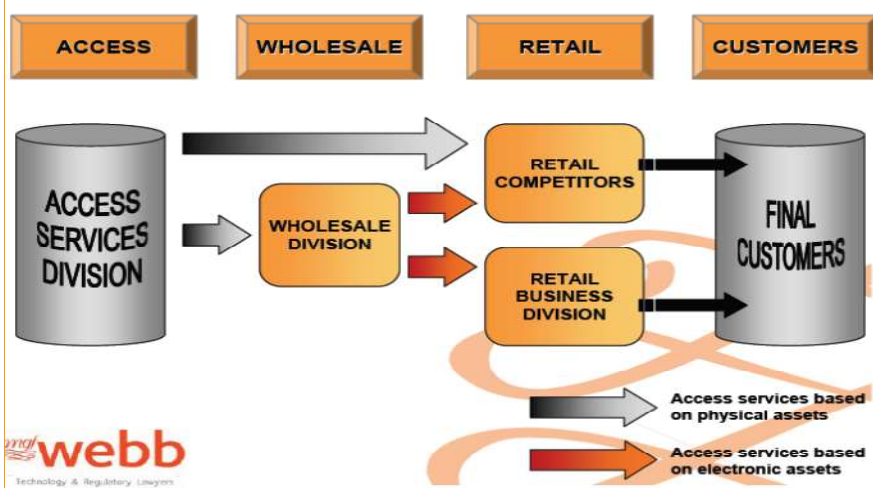 ACCESS
WHOLESALE
RETAIL
CUSTOMERS
ACCESS
SERVICES
DIVISION
WHOLESALE
DIVISION
RETAIL
COMPETITORS
RETAIL
BUSINESS
DIVISION
FINAL
CUSTOMERS
Access services based
on physical assets
Access services based
on electronic assets
webb
Technology & Regulatory Lawyers